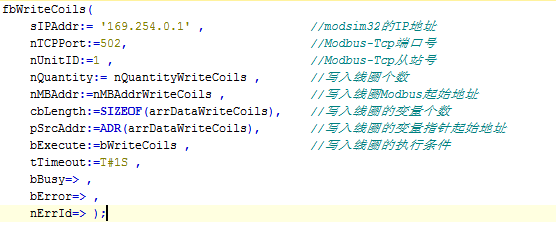 fbWriteCoils(
sIPAddr:= '169.254.0.1' , //modsim32的IP地址
nTCPPort:=502, //Modbus-Tcp端口号
nUnitID:=1 , //Modbus-Tcp从站号
nQuantity:= nQuantityWriteCoils , //写入线圈个数
nMBAddr:=nMBAddrWriteCoils , //写入线圈Modbus起始地址
cbLength:=SIZEOF(arrDataWriteCoils), //写入线圈的变量个数
pSrcAddr:=ADR(arrDataWriteCoils), //写入线圈的变量指针起始地址
bExecute:=bWriteCoils , //写入线圈的执行条件
tTimeout:=T#1S ,
bBusy=> ,
bError=> ,
nErrId=> );